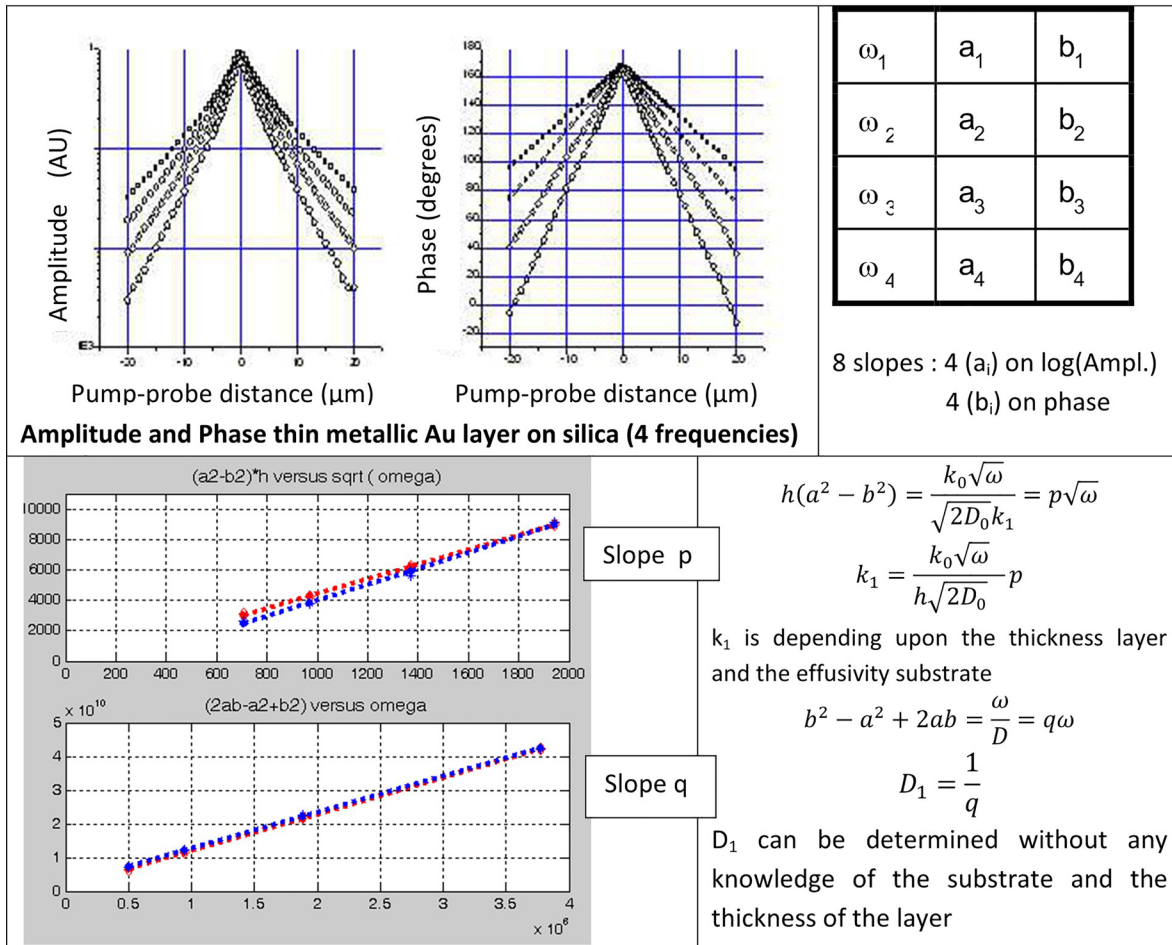 1
E3
Amplitude (AU)
-20 -10 0 10 20
Pump-probe distance (µm)
180
160
140
120
100
80
60
40
20
0
-20
Phase (degrees)
-20 -10 0 10 20
Pump-probe distance (µm)
Amplitude and Phase thin metallic Au layer on silica (4 frequencies)
ω1 a1 b1
ω2 a2 b2
ω3 a3 b3
ω4 a4 b4
8 slopes : 4 (ai) on log(Ampl.)
4 (bi) on phase
(a2-b2)*h versus sqrt ( omega)
10000
8000
6000
4000
2000
0
0 200 400 600 800 1000 1200 1400 1600 1800 2000
Slope p
(2ab-a2+b2) versus omega
x 10^10
5
4
3
2
1
0
0 0.5 1 1.5 2 2.5 3 3.5 4
x 10^6
Slope q
h(a² − b²) = k₀√ω / √2D₀k₁ = p√ω
k₁ = k₀√ω / h√2D₀ p
k₁ is depending upon the thickness layer
and the effusivity substrate
b² − a² + 2ab = ω/D = qω
D₁ = 1/q
D₁ can be determined without any
knowledge of the substrate and the
thickness of the layer